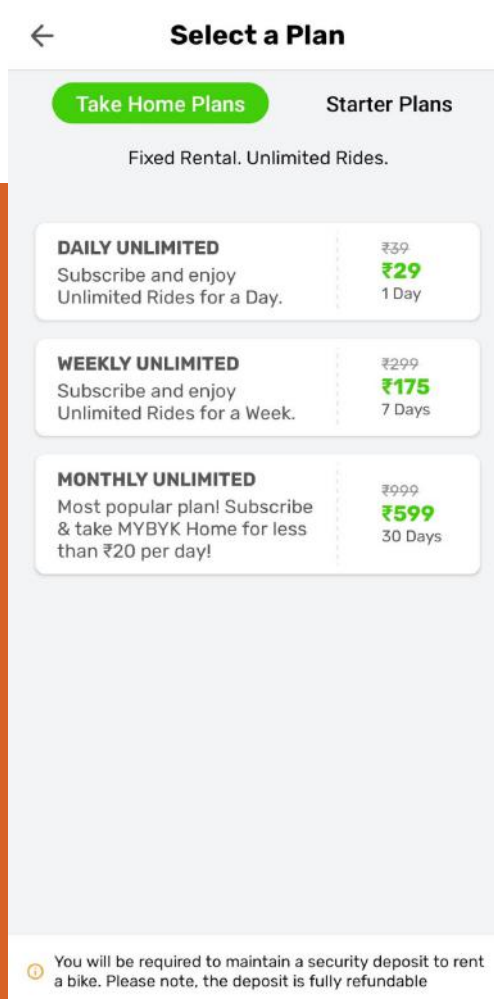 Select a Plan
Take Home Plans
Starter Plans
Fixed Rental. Unlimited Rides.
DAILY UNLIMITED
Subscribe and enjoy
Unlimited Rides for a Day.
₹39
₹29
1 Day
WEEKLY UNLIMITED
Subscribe and enjoy
Unlimited Rides for a Week.
₹299
₹175
7 Days
MONTHLY UNLIMITED
Most popular plan! Subscribe
& take MYBYK Home for less
than ₹20 per day!
₹999
₹599
30 Days
You will be required to maintain a security deposit to rent
a bike. Please note, the deposit is fully refundable